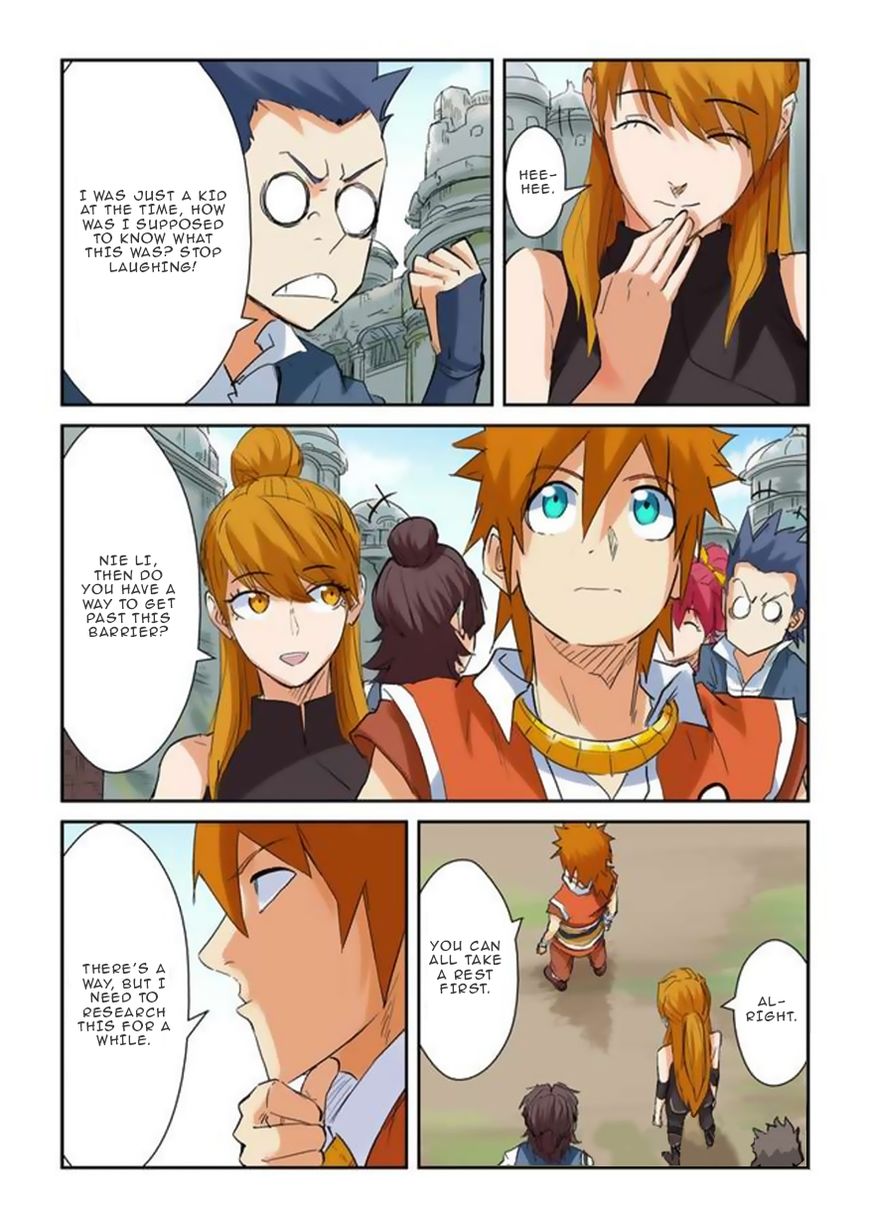 I WAS JUST A KID
AT THE TIME, HOW
WAS I SUPPOSED
TO KNOW WHAT
THIS WAS? STOP
LAUGHING!
HEE-
HEE.
NIE LI,
THEN DO
YOU HAVE A
WAY TO GET
PAST THIS
BARRIER?
THERE'S A
WAY, BUT I
NEED TO
RESEARCH
THIS FOR A
WHILE.
YOU CAN
ALL TAKE
A REST
FIRST.
AL-
RIGHT.